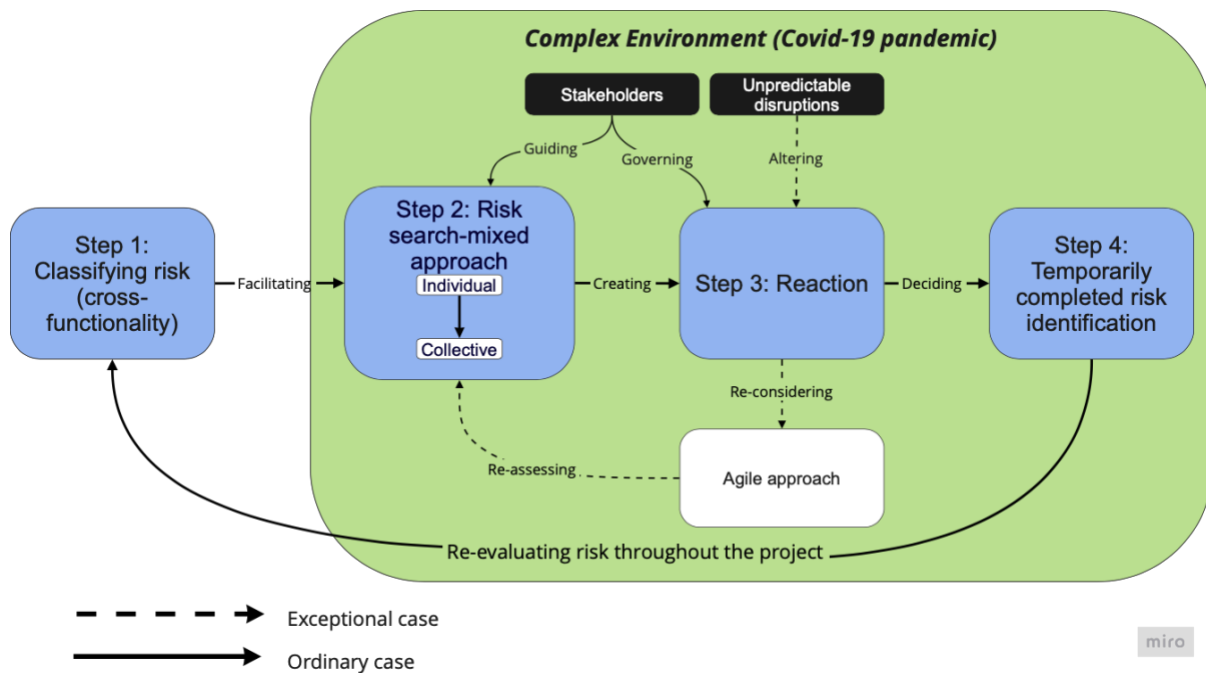 Complex Environment (Covid-19 pandemic)
Stakeholders
Unpredictable
disruptions
Guiding
Governing
Altering
Step 1:
Classifying risk
(cross-
functionality)
Facilitating
Step 2: Risk
search-mixed
approach
Individual
Collective
Creating
Step 3: Reaction
Deciding
Step 4:
Temporarily
completed risk
identification
Re-considering
Re-assessing
Agile approach
Re-evaluating risk throughout the project
Exceptional case
Ordinary case
miro